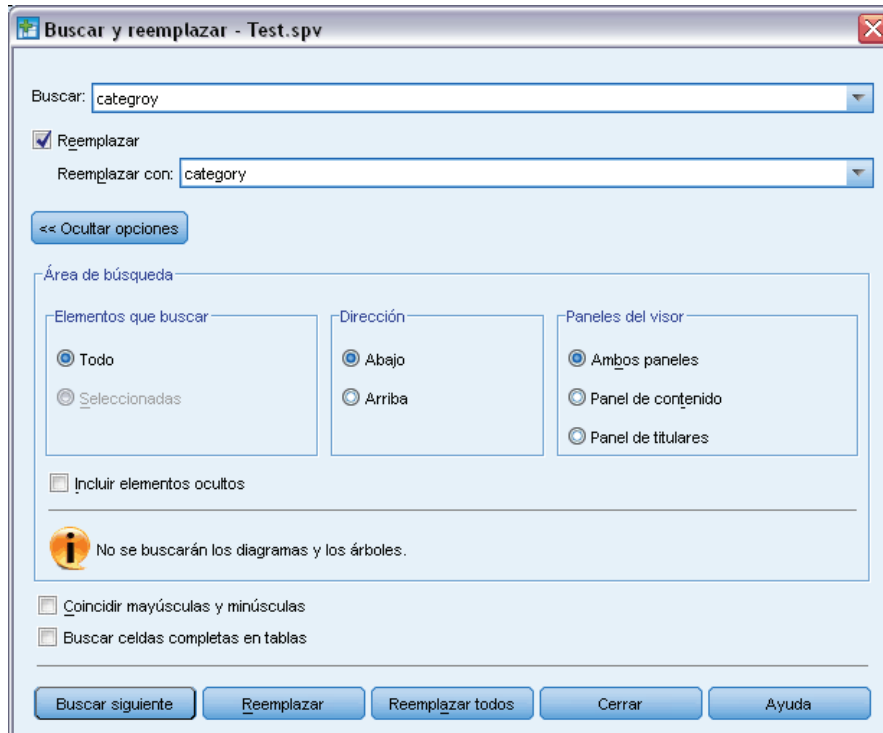 Buscar y reemplazar - Test.spv
Buscar: categroy
Reemplazar
Reemplazar con: category
<< Ocultar opciones
Área de búsqueda
Elementos que buscar
Todo
Seleccionadas
Dirección
Abajo
Arriba
Paneles del visor
Ambos paneles
Panel de contenido
Panel de titulares
Incluir elementos ocultos
No se buscarán los diagramas y los árboles.
Coincidir mayúsculas y minúsculas
Buscar celdas completas en tablas
Buscar siguiente Reemplazar Reemplazar todos Cerrar Ayuda